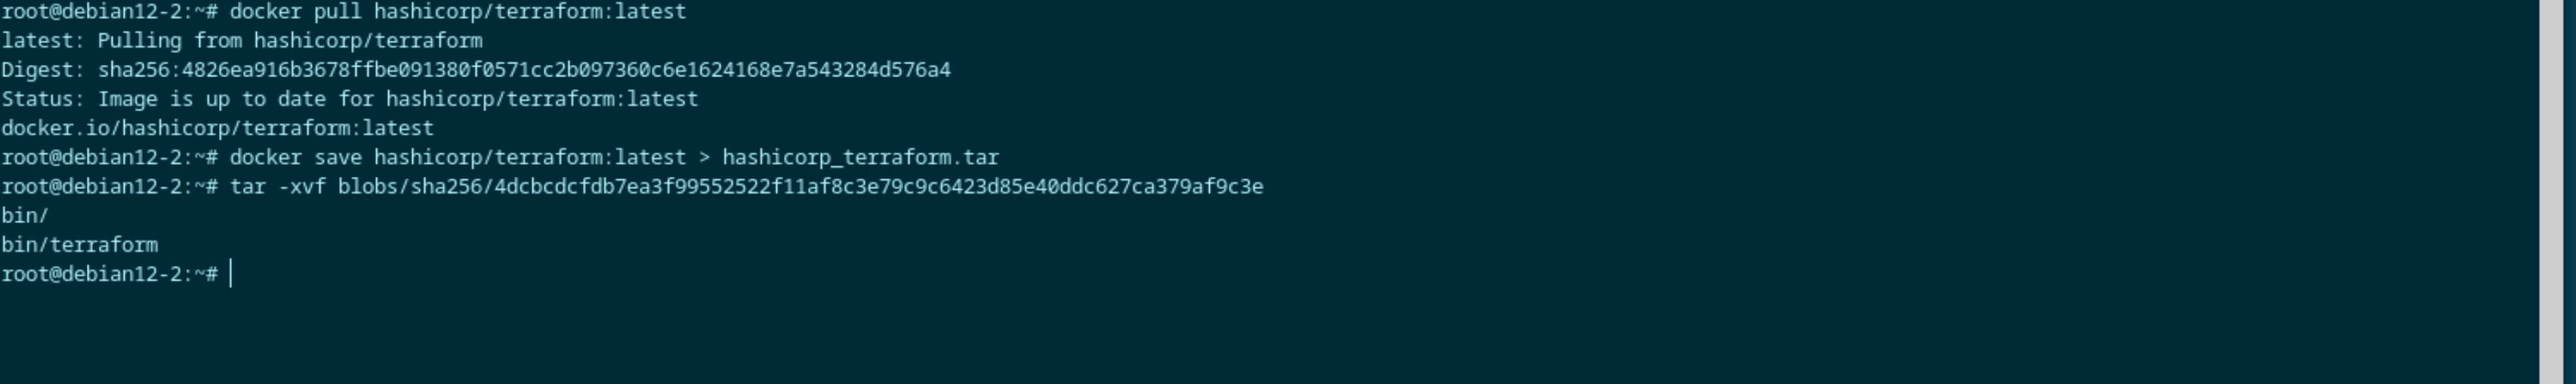 root@debian12-2:~# docker pull hashicorp/terraform:latest
latest: Pulling from hashicorp/terraform
Digest: sha256:4826ea916b3678ffbe091380f0571cc2b097360c6e1624168e7a543284d576a4
Status: Image is up to date for hashicorp/terraform:latest
docker.io/hashicorp/terraform:latest
root@debian12-2:~# docker save hashicorp/terraform:latest > hashicorp_terraform.tar
root@debian12-2:~# tar -xvf blobs/sha256/4dcbcdcfdb7ea3f99552522f11af8c3e79c9c6423d85e40ddc627ca379af9c3e
bin/
bin/terraform
root@debian12-2:~#